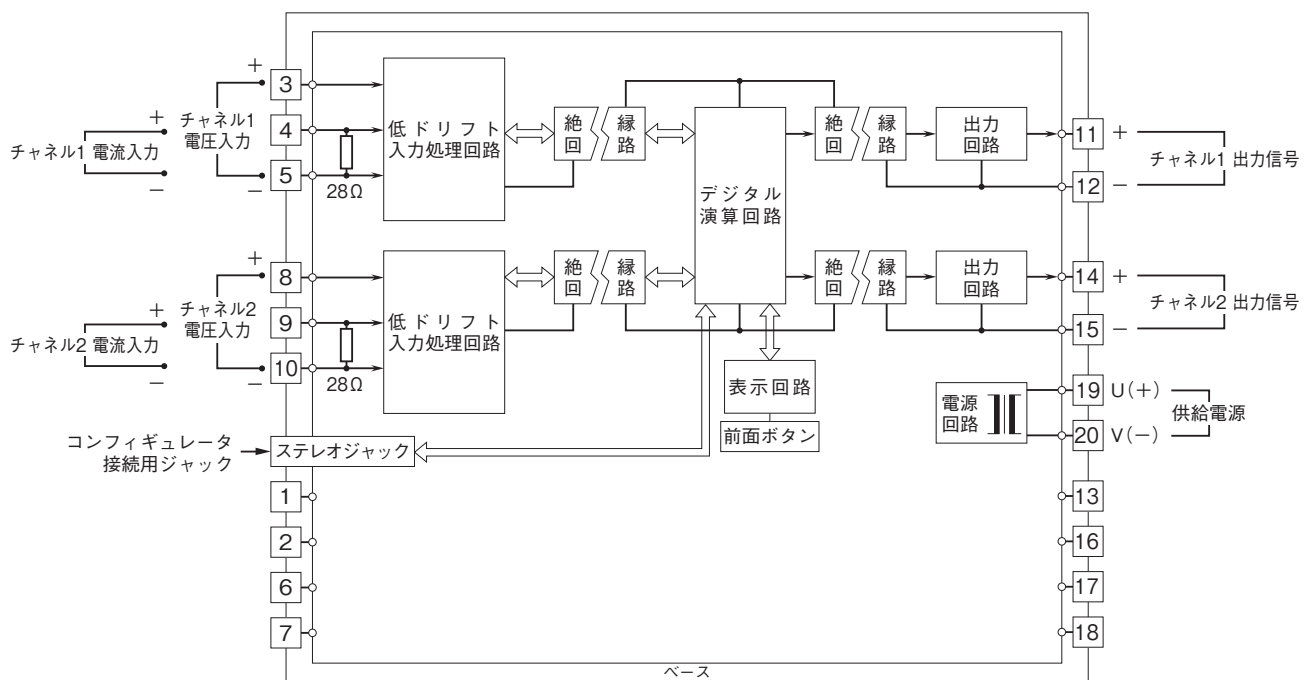 3
4
5
+
−
チャネル1
電圧入力
+
−
チャネル1 電流入力
28Ω
低ドリフト
入力処理回路
絶
回
縁
路
デジタル
演算回路
絶
回
縁
路
出力
回路
11
+
12
−
チャネル1 出力信号
8
9
10
+
−
チャネル2
電圧入力
+
−
チャネル2 電流入力
28Ω
低ドリフト
入力処理回路
絶
回
縁
路
絶
回
縁
路
出力
回路
14
+
15
−
チャネル2 出力信号
表示回路
前面ボタン
電源
回路
19
U(+)
20
V(−)
供給電源
コンフィギュレータ
接続用ジャック
ステレオジャック
1
2
6
7
13
16
17
18
ベース